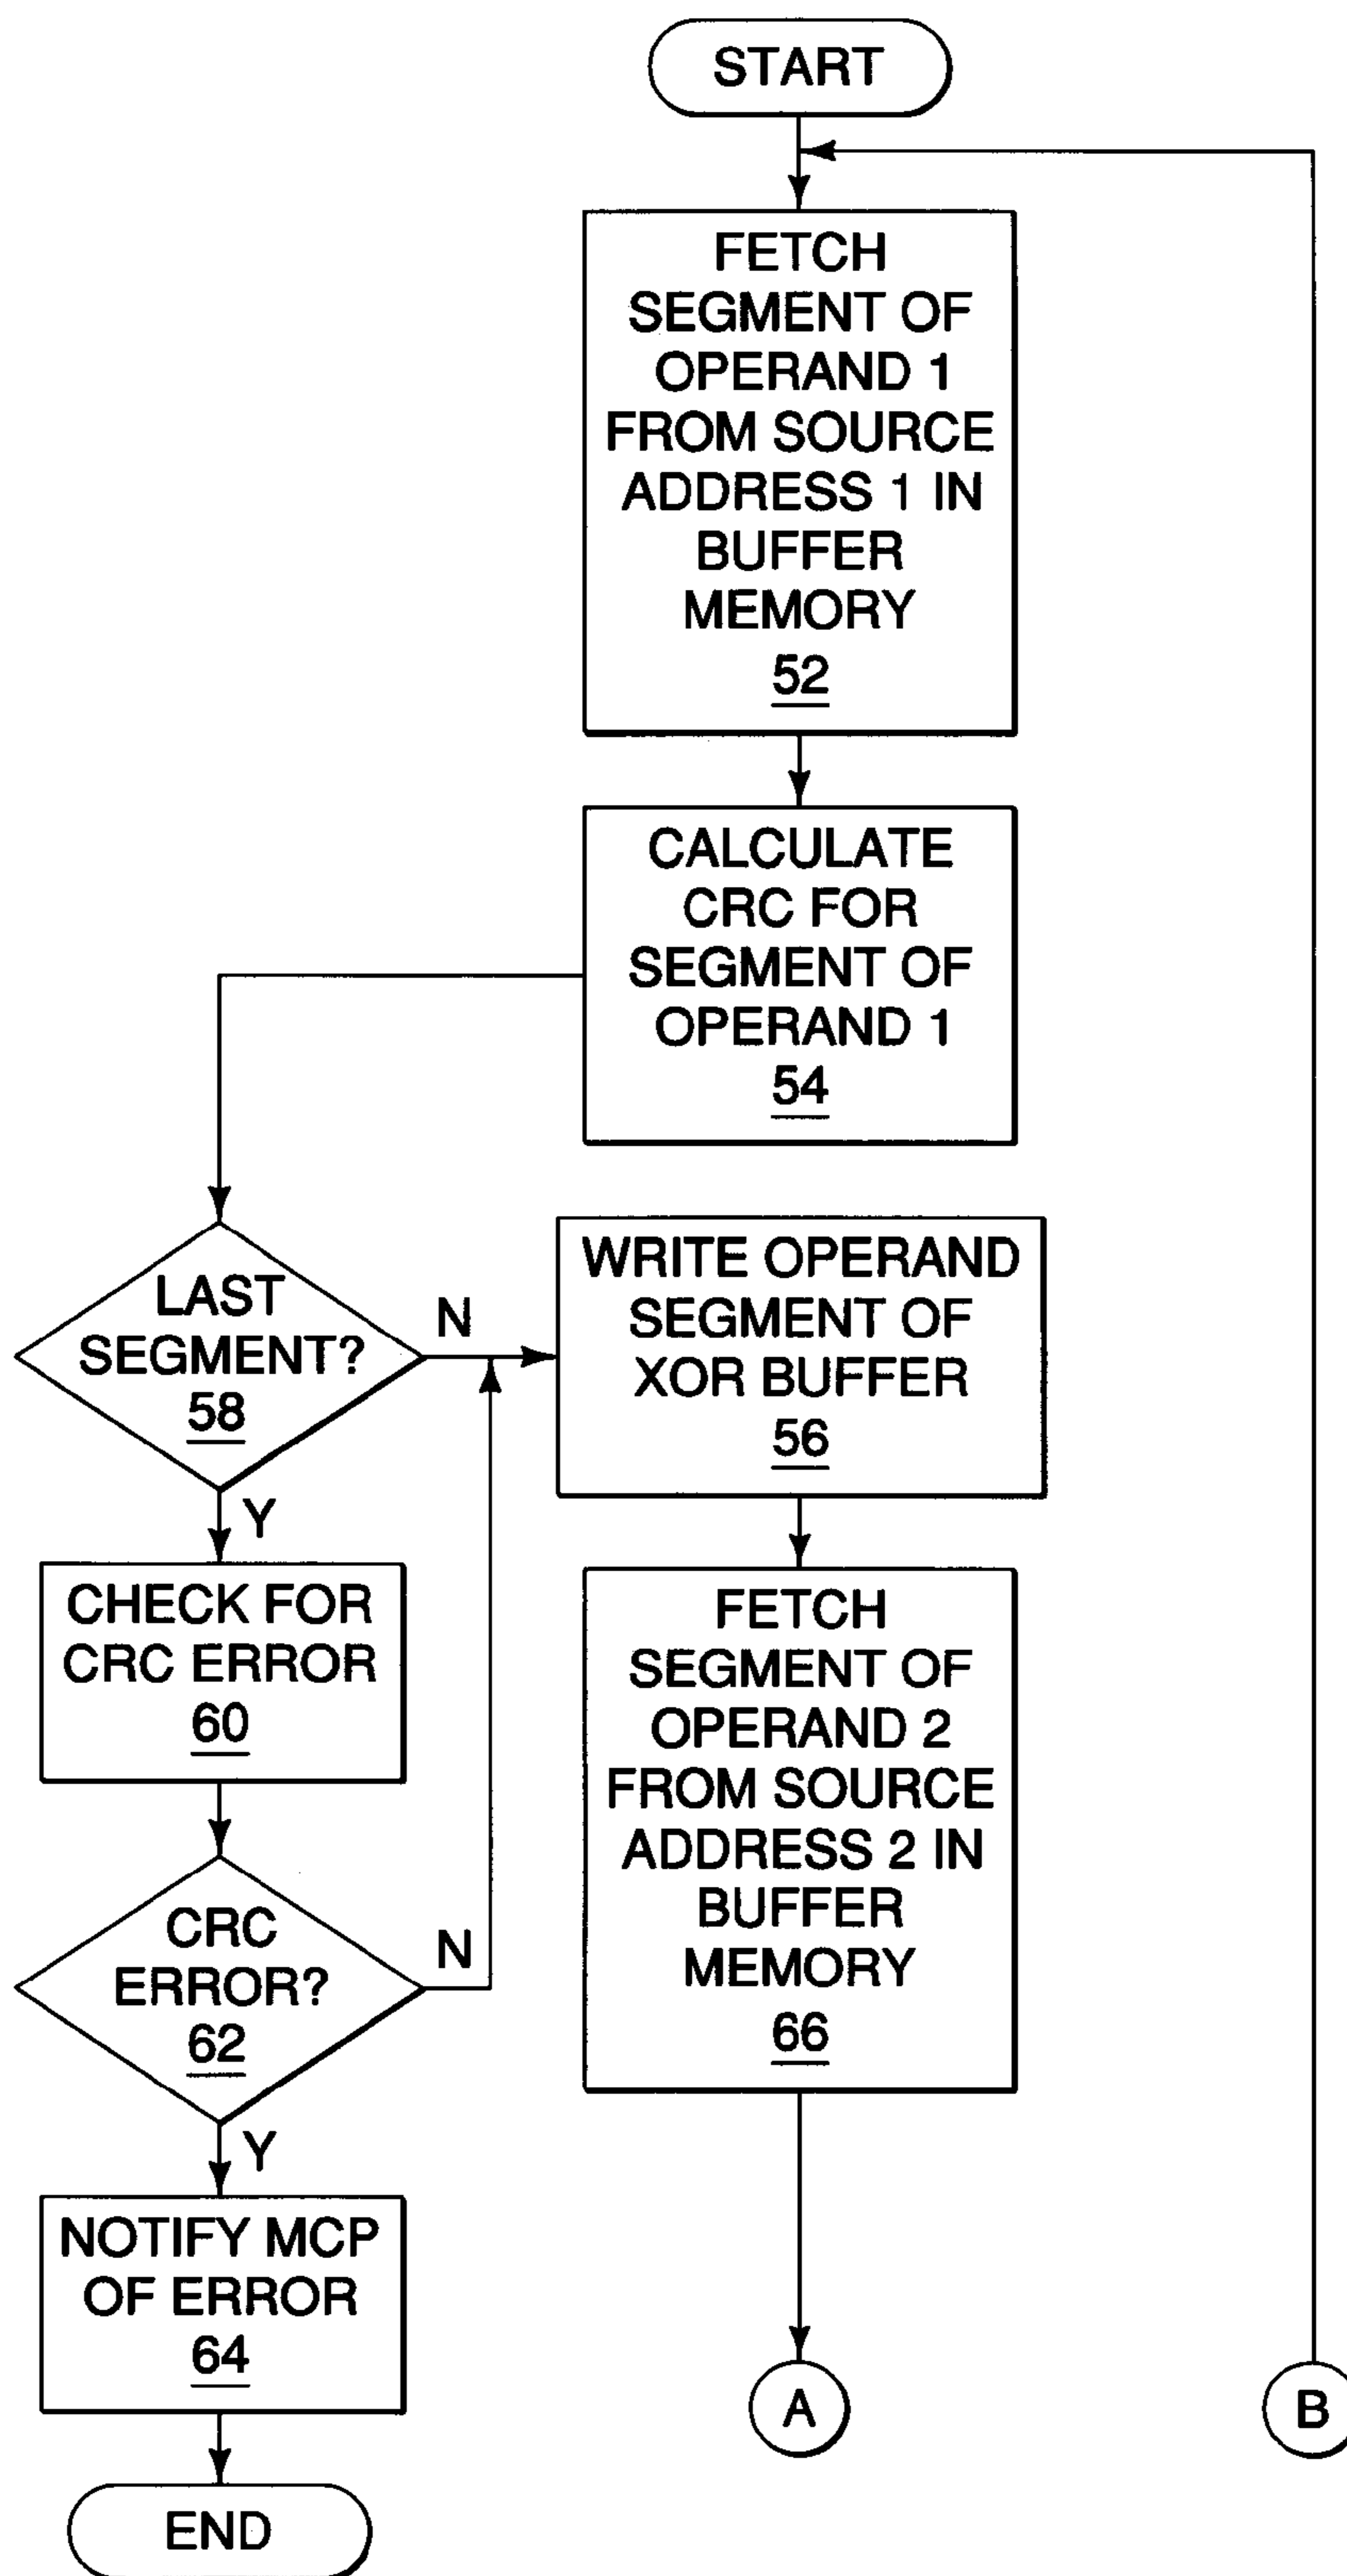 START
FETCH
SEGMENT OF
OPERAND 1
FROM SOURCE
ADDRESS 1 IN
BUFFER
MEMORY
52
CALCULATE
CRC FOR
SEGMENT OF
OPERAND 1
54
LAST
SEGMENT?
58
N
Y
WRITE OPERAND
SEGMENT OF
XOR BUFFER
56
CHECK FOR
CRC ERROR
60
FETCH
SEGMENT OF
OPERAND 2
FROM SOURCE
ADDRESS 2 IN
BUFFER
MEMORY
66
CRC
ERROR?
62
N
Y
NOTIFY MCP
OF ERROR
64
A
B
END